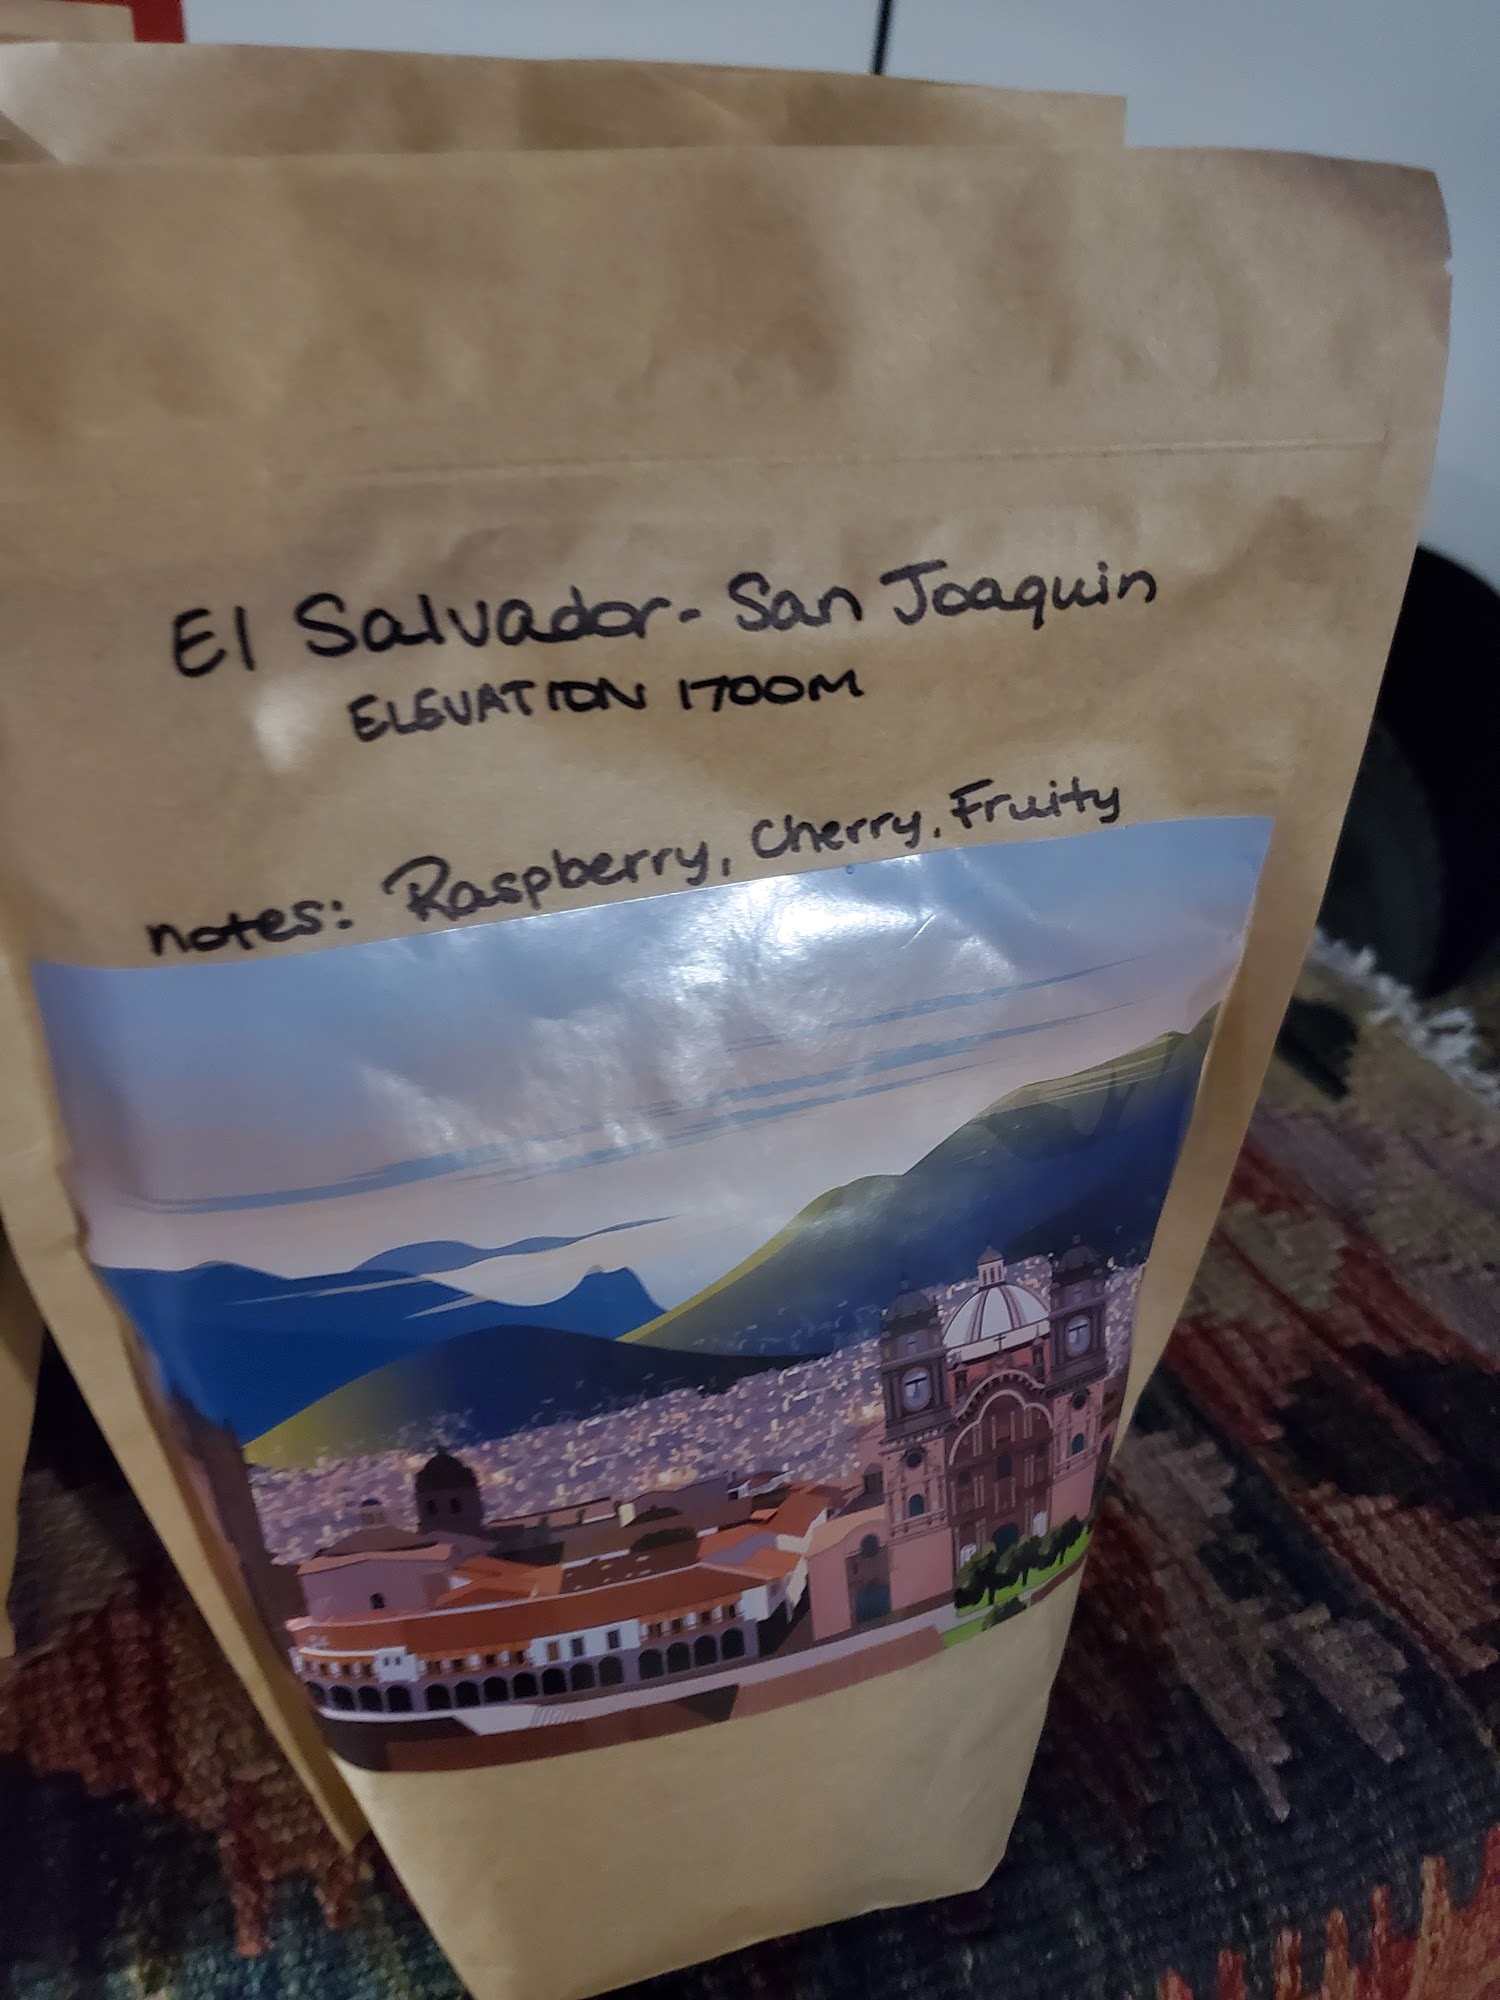 El Salvador - San Joaquin
ELEVATION 1700M
notes: Raspberry, Cherry, Fruity